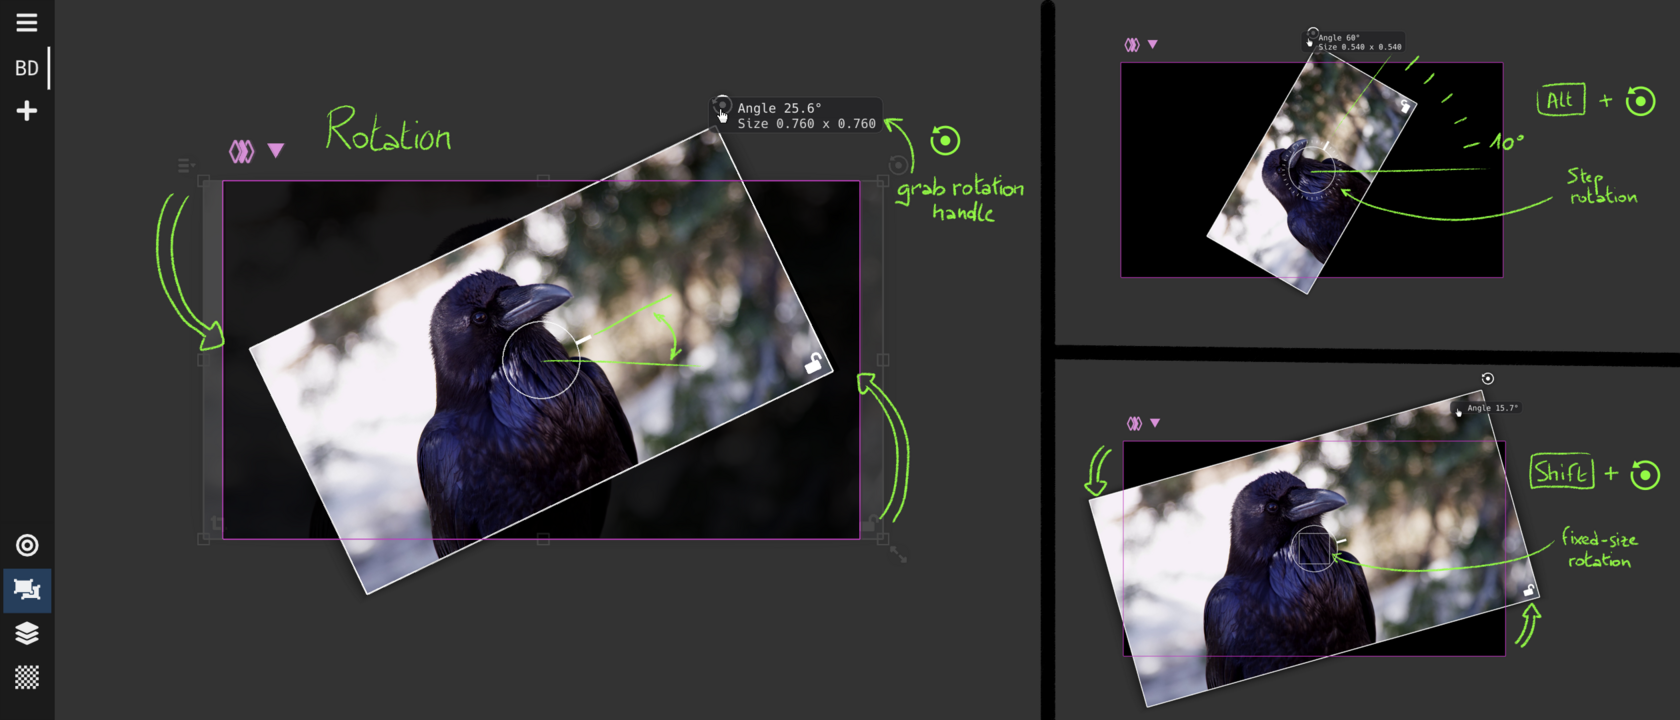 BD
Rotation
Angle 25.6°
Size 0.760 x 0.760
grab rotation
handle
Angle 60°
Size 0.540 x 0.540
Alt +
10°
Step
rotation
Angle 15.7°
Shift +
fixed-size
rotation